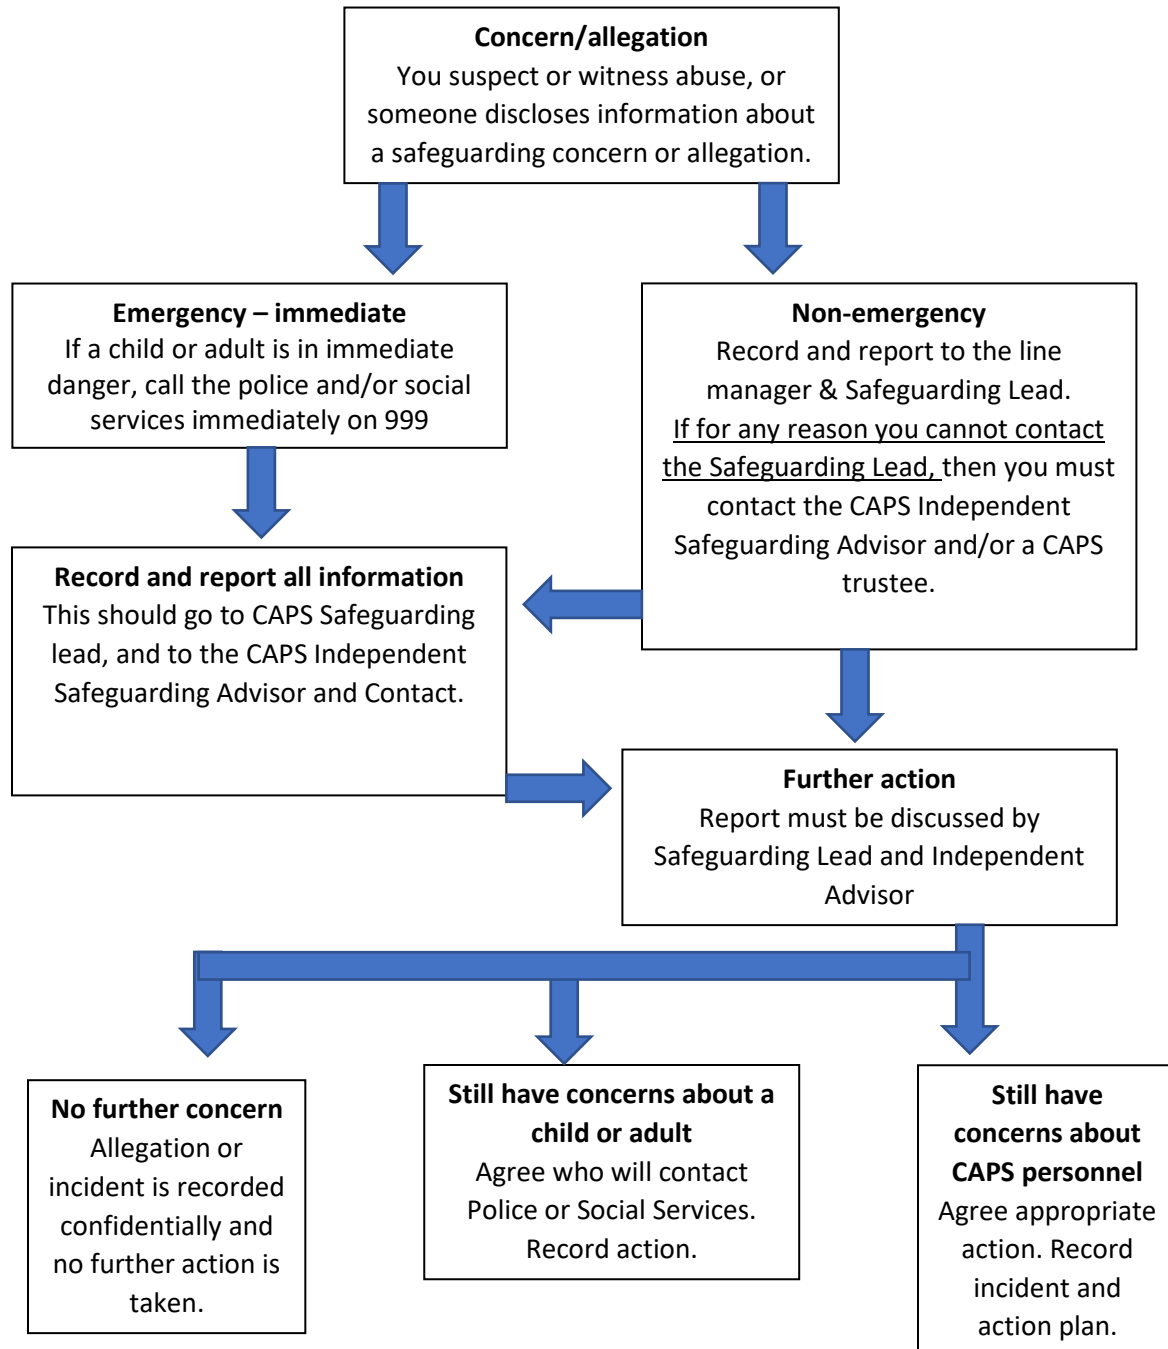 Concern/allegation
You suspect or witness abuse, or
someone discloses information about
a safeguarding concern or allegation.
Emergency – immediate
If a child or adult is in immediate
danger, call the police and/or social
services immediately on 999
Non-emergency
Record and report to the line
manager & Safeguarding Lead.
If for any reason you cannot contact
the Safeguarding Lead, then you must
contact the CAPS Independent
Safeguarding Advisor and/or a CAPS
trustee.
Record and report all information
This should go to CAPS Safeguarding
lead, and to the CAPS Independent
Safeguarding Advisor and Contact.
Further action
Report must be discussed by
Safeguarding Lead and Independent
Advisor
No further concern
Allegation or
incident is recorded
confidentially and
no further action is
taken.
Still have concerns about a
child or adult
Agree who will contact
Police or Social Services.
Record action.
Still have
concerns about
CAPS personnel
Agree appropriate
action. Record
incident and
action plan.